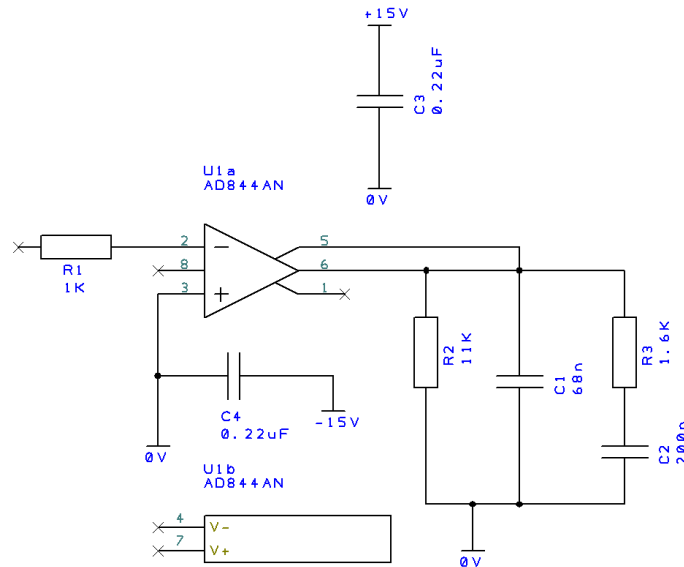 +15V
C3
0.22uF
0V
U1a
AD844AN
2
8
3
5
6
1
R1
1K
R2
11K
C1
68n
R3
1.6K
C2
200n
C4
0.22uF
-15V
0V
U1b
AD844AN
4
V-
7
V+
0V